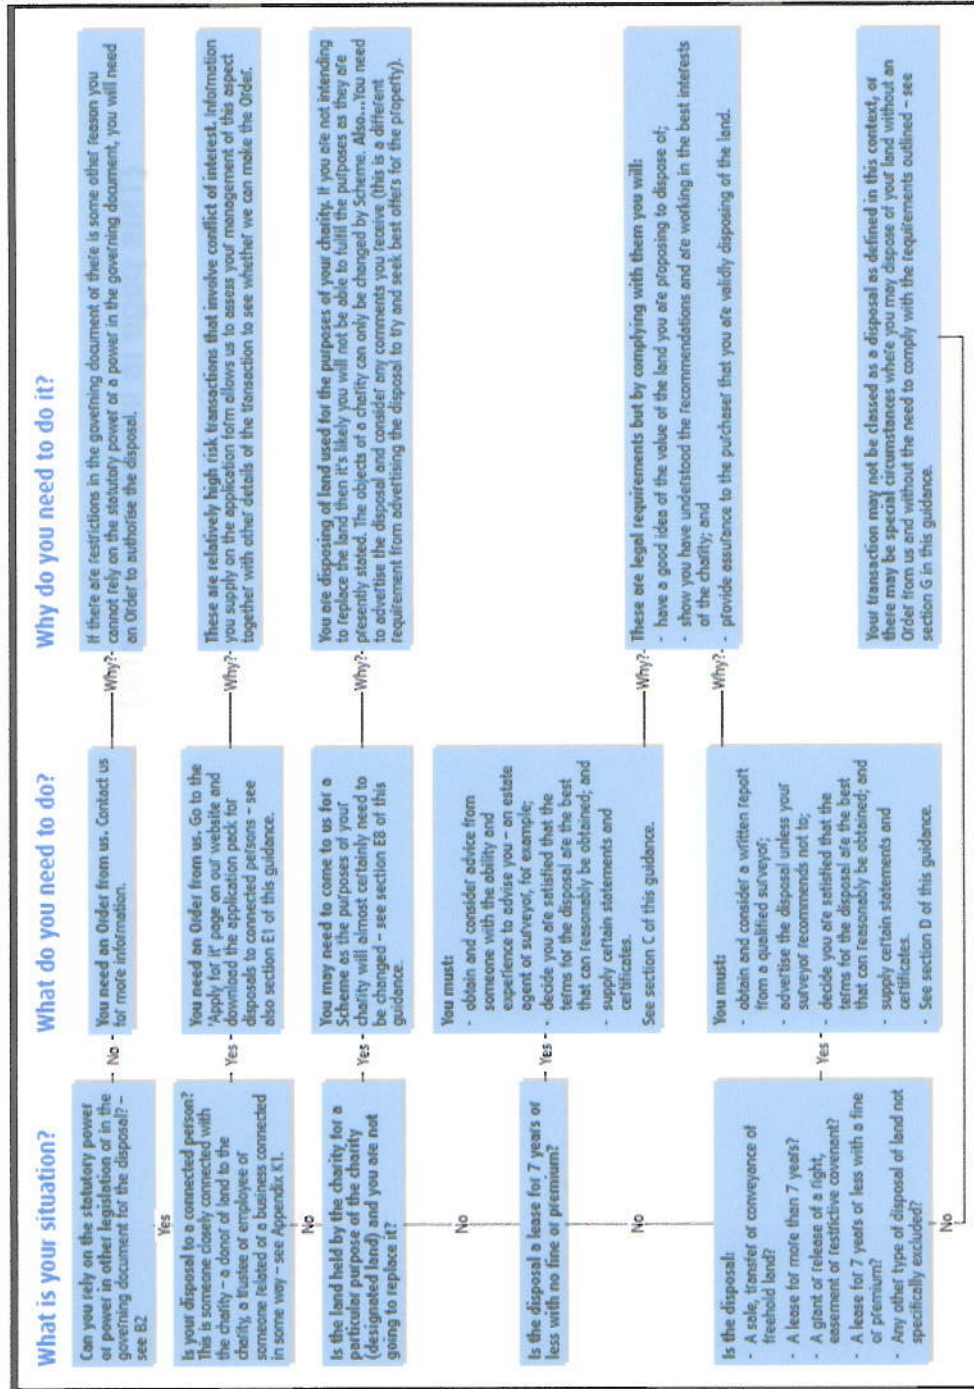 What is your situation?
What do you need to do?
Why do you need to do it?
Can you rely on the statutory power
or power in other legislation or in the
governing document for the disposal? –
see B2
No
You need an Order from us. Contact us
for more information.
Why?
If there are restrictions in the governing document or there is some other reason you
cannot rely on the statutory power or a power in the governing document, you will need
an Order to authorise the disposal.
Yes
Is your disposal to a connected person?
This is someone closely connected with
the charity – a donor of land to the
charity, a trustee or employee or
someone related or a business connected
in some way – see Appendix K1.
Yes
You need an Order from us. Go to the
'Apply for it' page on our website and
download the application pack for
disposals to connected persons – see
also section E1 of this guidance.
Why?
These are relatively high risk transactions that involve conflict of interest. Information
you supply on the application form allows us to assess your management of this aspect
together with other details of the transaction to see whether we can make the Order.
No
Is the land held by the charity for a
particular purpose of the charity
(designated land) and you are not
going to replace it?
Yes
You may need to come to us for a
Scheme as the purposes of your
charity will almost certainly need to
be changed – see section E8 of this
guidance.
Why?
You are disposing of land used for the purposes of your charity. If you are not intending
to replace the land then it's likely you will not be able to fulfil the purposes as they are
presently stated. The objects of a charity can only be changed by Scheme. Also...You need
to advertise the disposal and consider any comments you receive (this is a different
requirement from advertising the disposal to try and seek best offers for the property).
No
Is the disposal a lease for 7 years or
less with no fine or premium?
Yes
You must:
- obtain and consider advice from
someone with the ability and
experience to advise you – an estate
agent or surveyor, for example;
- decide you are satisfied that the
terms for the disposal are the best
that can reasonably be obtained; and
- supply certain statements and
certificates.
See section C of this guidance.
Why?
These are legal requirements but by complying with them you will:
- have a good idea of the value of the land you are proposing to dispose of;
- show you have understood the recommendations and are working in the best interests
of the charity; and
- provide assurance to the purchaser that you are validly disposing of the land.
No
Is the disposal:
- A sale, transfer or conveyance of
freehold land?
- A lease for more than 7 years?
- A grant or release of a right,
easement or restrictive covenant?
- A lease for 7 years or less with a fine
or premium?
- Any other type of disposal of land not
specifically excluded?
Yes
You must:
- obtain and consider a written report
from a qualified surveyor;
- advertise the disposal unless your
surveyor recommends not to;
- decide you are satisfied that the
terms for the disposal are the best
that can reasonably be obtained; and
- supply certain statements and
certificates.
- See section D of this guidance.
Why?
No
Your transaction may not be classed as a disposal as defined in this context, or
there may be special circumstances where you may dispose of your land without an
Order from us and without the need to comply with the requirements outlined – see
section G in this guidance.